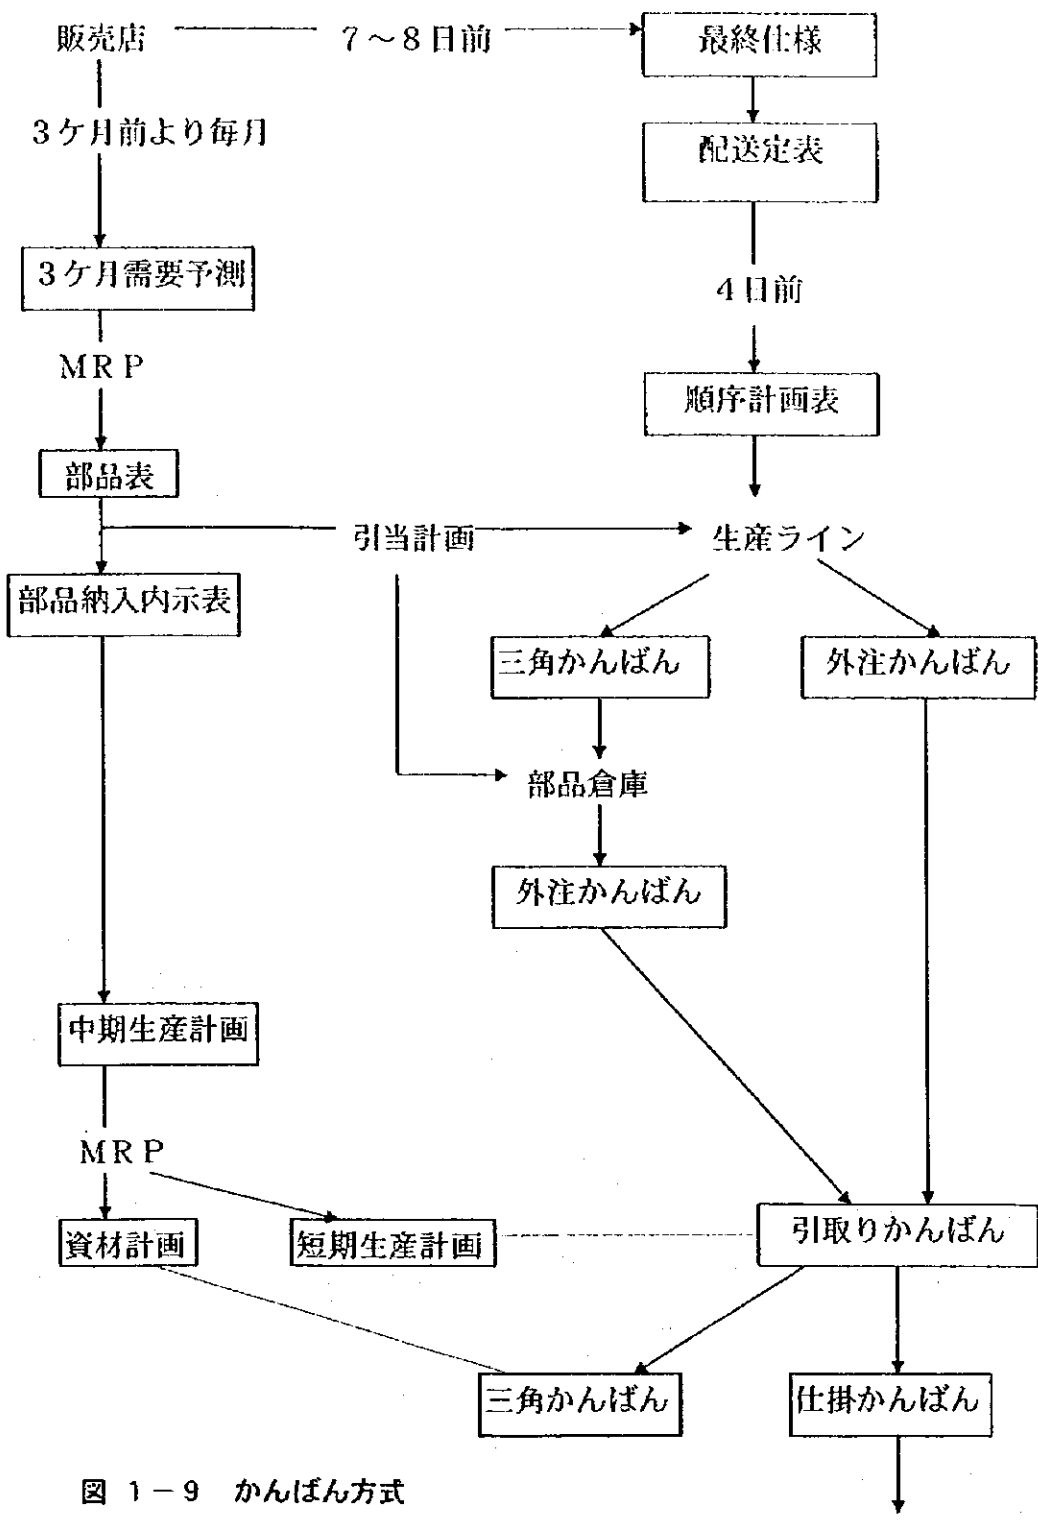 販売店
7〜8日前
最終仕様
3ケ月前より毎月
配送定表
3ケ月需要予測
4日前
MRP
順序計画表
部品表
引当計画
生産ライン
部品納入内示表
三角かんばん
外注かんばん
部品倉庫
外注かんばん
中期生産計画
MRP
資材計画
短期生産計画
引取りかんばん
三角かんばん
仕掛かんばん
図 1−9 かんばん方式